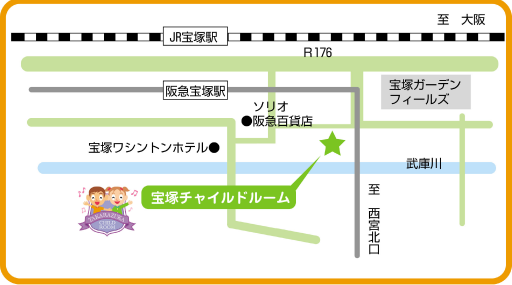 至　大阪
JR宝塚駅
R176
阪急宝塚駅
宝塚ガーデン
フィールズ
ソリオ
●阪急百貨店
宝塚ワシントンホテル●
武庫川
宝塚チャイルドルーム
至　西宮北口
TAKARAZUKA
CHILD
ROOM